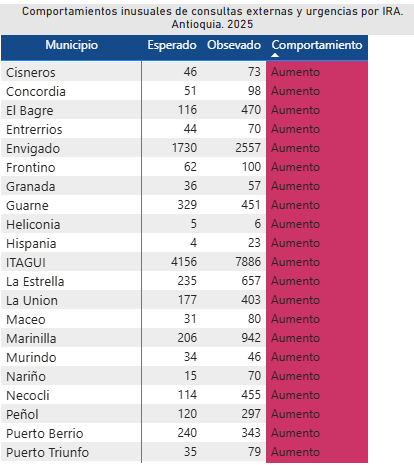 Comportamientos inusuales de consultas externas y urgencias por IRA.
Antioquia. 2025
Municipio Esperado Obsevado Comportamiento
Cisneros 46 73 Aumento
Concordia 51 98 Aumento
El Bagre 116 470 Aumento
Entrerrios 44 70 Aumento
Envigado 1730 2557 Aumento
Frontino 62 100 Aumento
Granada 36 57 Aumento
Guarne 329 451 Aumento
Heliconia 5 6 Aumento
Hispania 4 23 Aumento
ITAGUI 4156 7886 Aumento
La Estrella 235 657 Aumento
La Union 177 403 Aumento
Maceo 31 80 Aumento
Marinilla 206 942 Aumento
Murindo 34 46 Aumento
Nariño 15 70 Aumento
Necocli 114 455 Aumento
Peñol 120 297 Aumento
Puerto Berrio 240 343 Aumento
Puerto Triunfo 35 79 Aumento